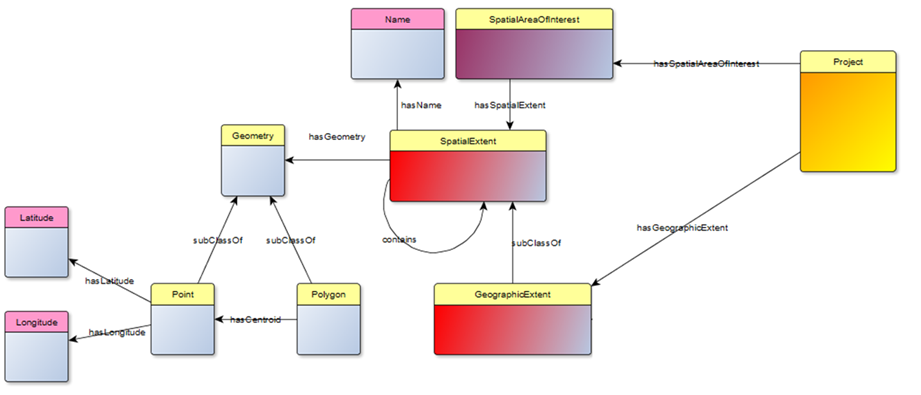 Name
SpatialAreaOfInterest
Project
hasSpatialAreaOfInterest
hasName
hasSpatialExtent
Geometry
hasGeometry
SpatialExtent
Latitude
subClassOf
subClassOf
contains
subClassOf
hasGeographicExtent
hasLatitude
Point
Polygon
GeographicExtent
Longitude
hasLongitude
hasCentroid